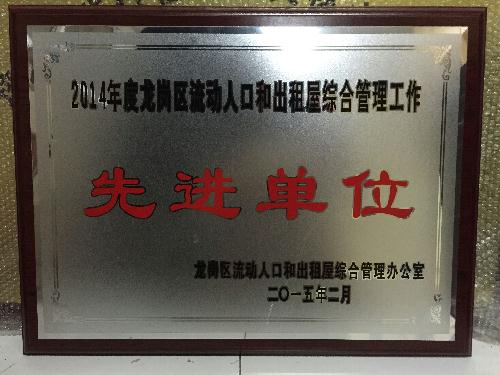 2014年度龙岗区流动人口和出租屋综合管理工作
先进单位
龙岗区流动人口和出租屋综合管理办公室
二〇一五年二月